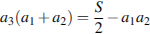 a₃(a₁ + a₂) = S/2 − a₁a₂